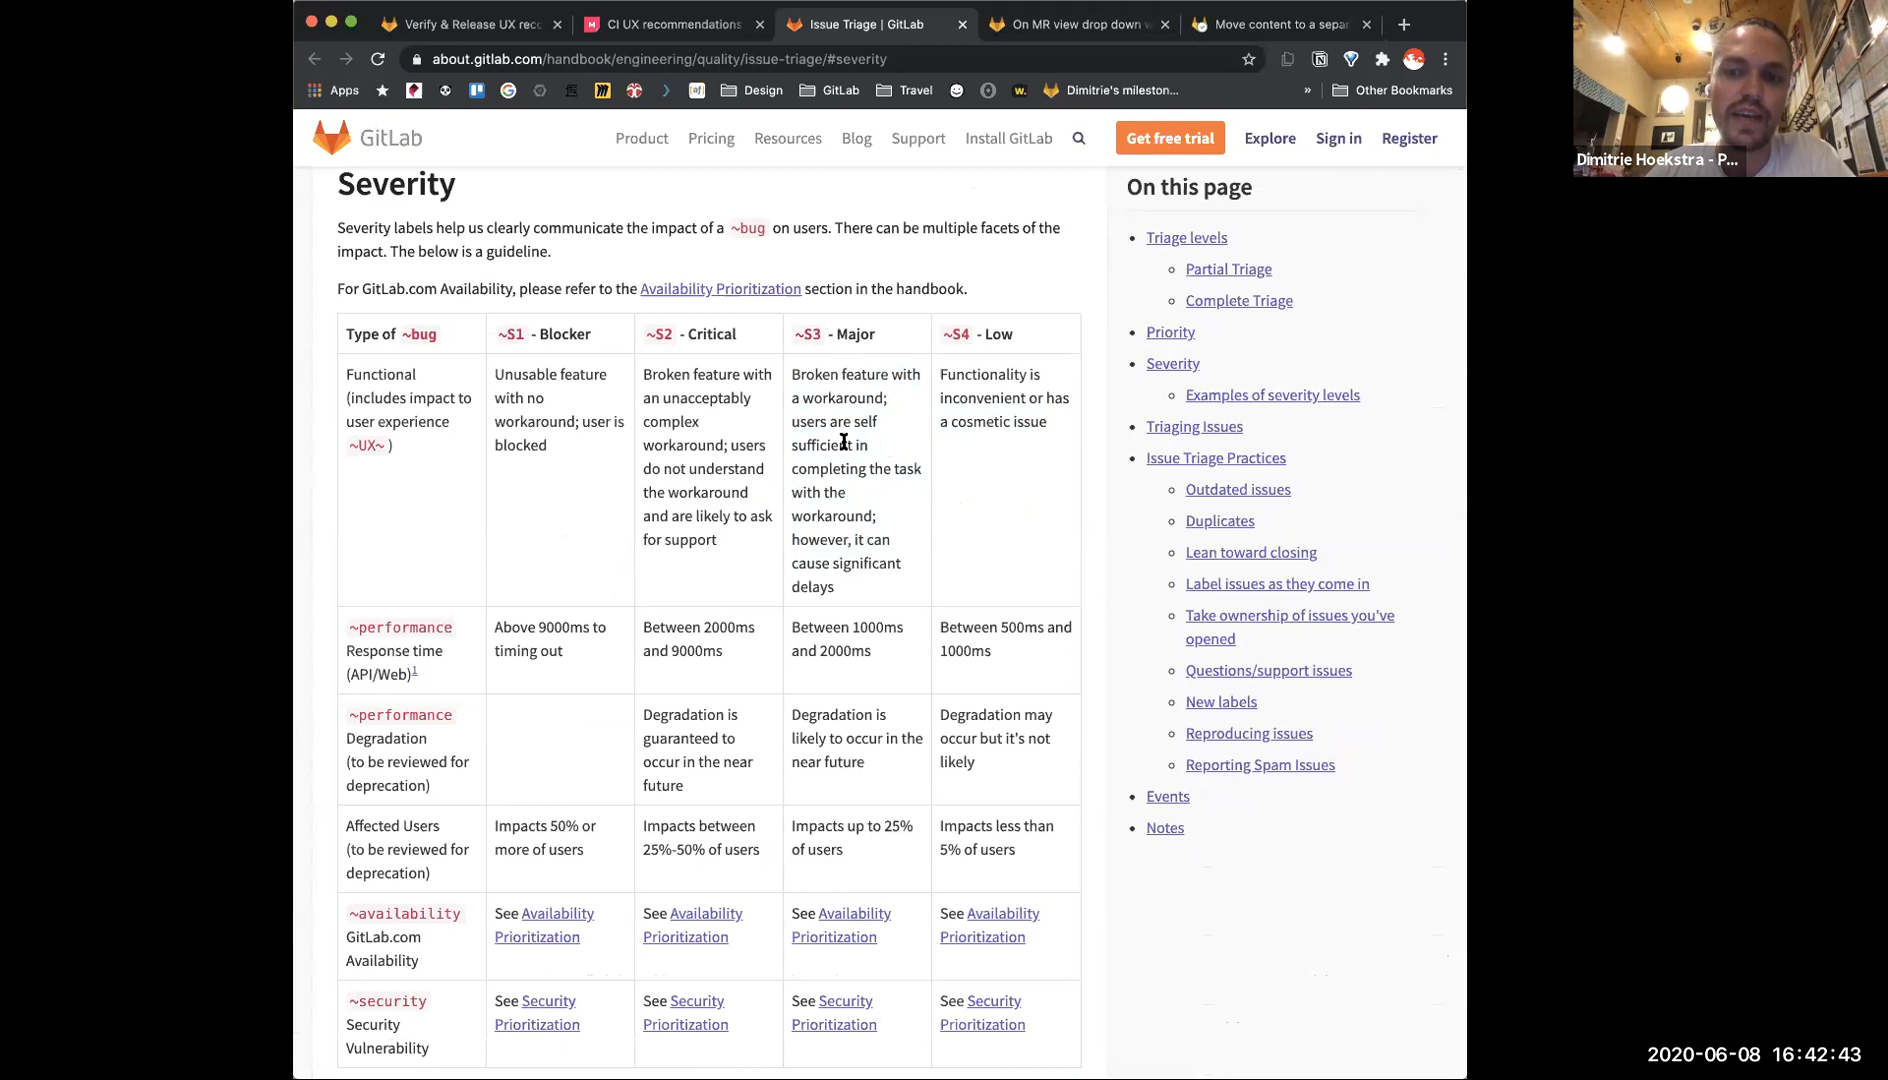 Verify & Release UX reco
CI UX recommendations
Issue Triage | GitLab
On MR view drop down w
Move content to a separ
about.gitlab.com/handbook/engineering/quality/issue-triage/#severity
Apps
Design
GitLab
Travel
w.
Dimitrie's mileston...
»
Other Bookmarks
GitLab
Product
Pricing
Resources
Blog
Support
Install GitLab
Get free trial
Explore
Sign in
Register
Severity
Severity labels help us clearly communicate the impact of a ~bug on users. There can be multiple facets of the
impact. The below is a guideline.
For GitLab.com Availability, please refer to the Availability Prioritization section in the handbook.
Type of ~bug
~S1 - Blocker
~S2 - Critical
~S3 - Major
~S4 - Low
Functional
(includes impact to
user experience
~UX~ )
Unusable feature
with no
workaround; user is
blocked
Broken feature with
an unacceptably
complex
workaround; users
do not understand
the workaround
and are likely to ask
for support
Broken feature with
a workaround;
users are self
sufficient in
completing the task
with the
workaround;
however, it can
cause significant
delays
Functionality is
inconvenient or has
a cosmetic issue
~performance
Response time
(API/Web)1
Above 9000ms to
timing out
Between 2000ms
and 9000ms
Between 1000ms
and 2000ms
Between 500ms and
1000ms
~performance
Degradation
(to be reviewed for
deprecation)
Degradation is
guaranteed to
occur in the near
future
Degradation is
likely to occur in the
near future
Degradation may
occur but it's not
likely
Affected Users
(to be reviewed for
deprecation)
Impacts 50% or
more of users
Impacts between
25%-50% of users
Impacts up to 25%
of users
Impacts less than
5% of users
~availability
GitLab.com
Availability
See Availability
Prioritization
See Availability
Prioritization
See Availability
Prioritization
See Availability
Prioritization
~security
Security
Vulnerability
See Security
Prioritization
See Security
Prioritization
See Security
Prioritization
See Security
Prioritization
On this page
Triage levels
Partial Triage
Complete Triage
Priority
Severity
Examples of severity levels
Triaging Issues
Issue Triage Practices
Outdated issues
Duplicates
Lean toward closing
Label issues as they come in
Take ownership of issues you've
opened
Questions/support issues
New labels
Reproducing issues
Reporting Spam Issues
Events
Notes
Dimitrie Hoekstra - P...
2020-06-08 16:42:43